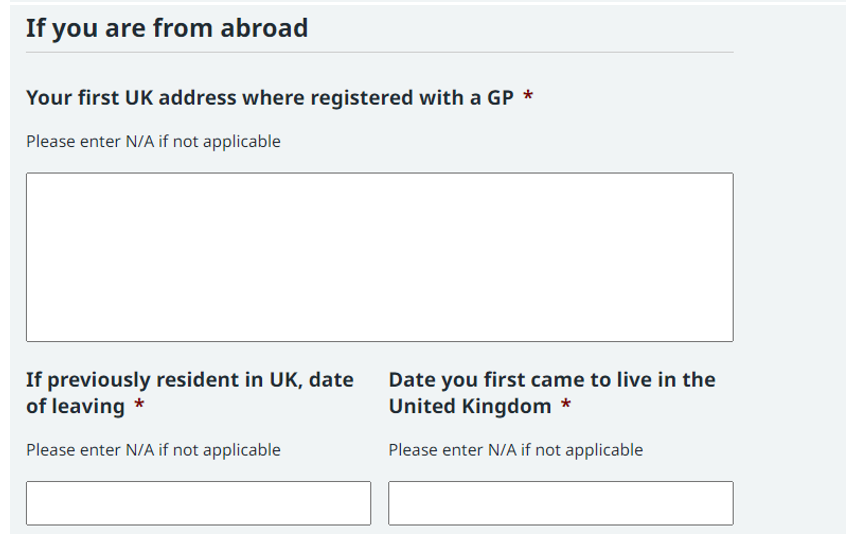 If you are from abroad
Your first UK address where registered with a GP *
Please enter N/A if not applicable
If previously resident in UK, date
of leaving *
Please enter N/A if not applicable
Date you first came to live in the
United Kingdom *
Please enter N/A if not applicable